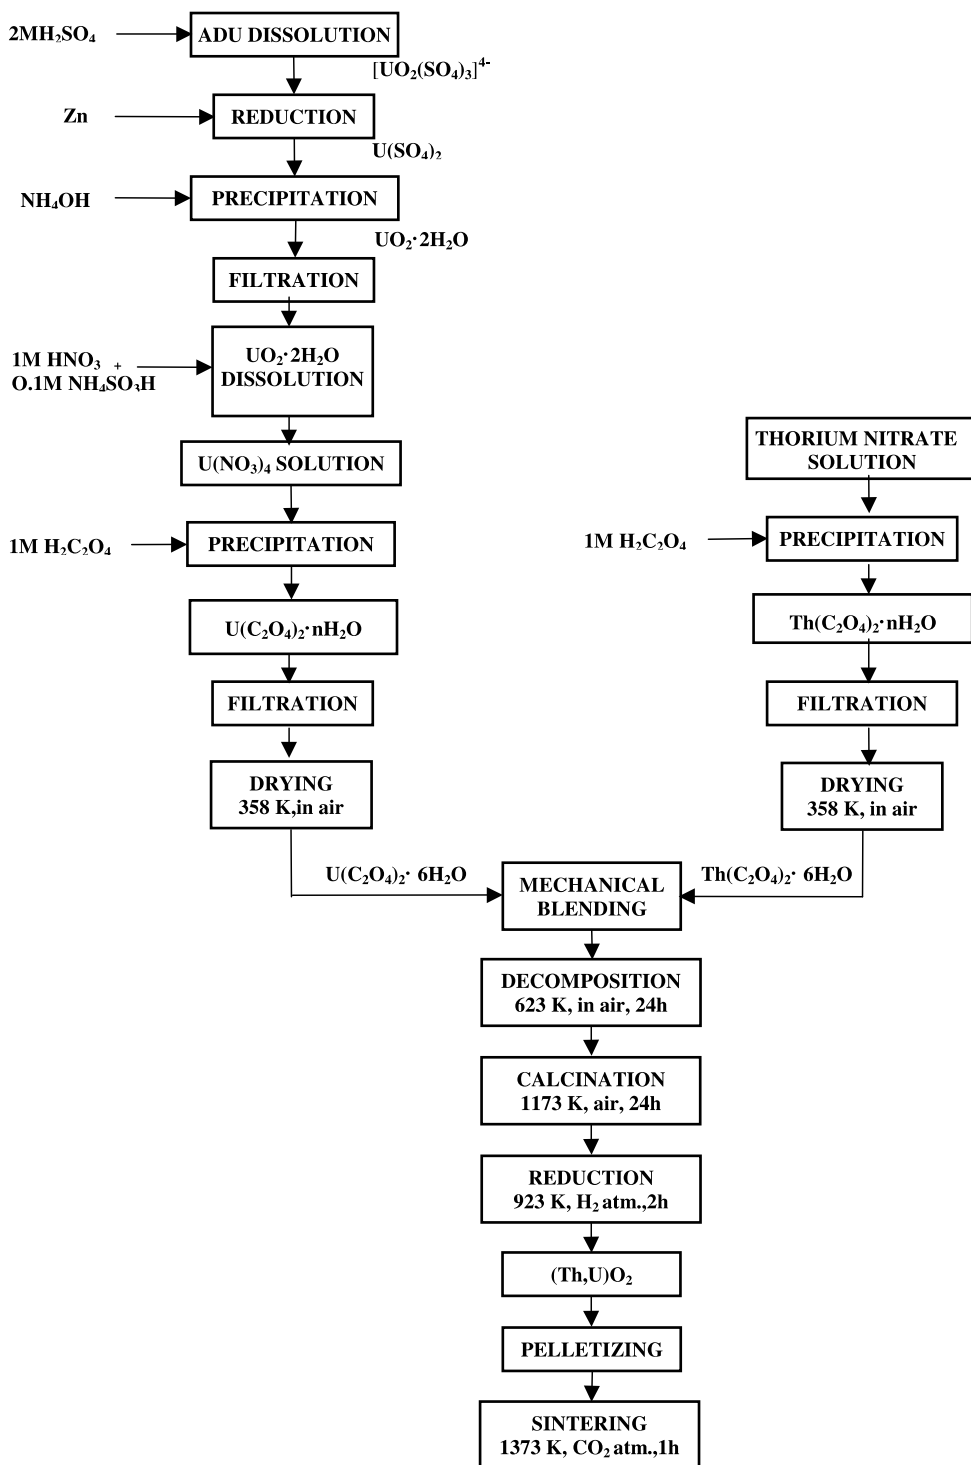 2MH₂SO₄
ADU DISSOLUTION
[UO₂(SO₄)₃]⁴⁻
Zn
REDUCTION
U(SO₄)₂
NH₄OH
PRECIPITATION
UO₂·2H₂O
FILTRATION
1M HNO₃ +
O.1M NH₄SO₃H
UO₂·2H₂O
DISSOLUTION
U(NO₃)₄ SOLUTION
1M H₂C₂O₄
PRECIPITATION
U(C₂O₄)₂·nH₂O
FILTRATION
DRYING
358 K,in air
U(C₂O₄)₂· 6H₂O
THORIUM NITRATE
SOLUTION
1M H₂C₂O₄
PRECIPITATION
Th(C₂O₄)₂·nH₂O
FILTRATION
DRYING
358 K, in air
Th(C₂O₄)₂· 6H₂O
MECHANICAL
BLENDING
DECOMPOSITION
623 K, in air, 24h
CALCINATION
1173 K, air, 24h
REDUCTION
923 K, H₂ atm.,2h
(Th,U)O₂
PELLETIZING
SINTERING
1373 K, CO₂ atm.,1h